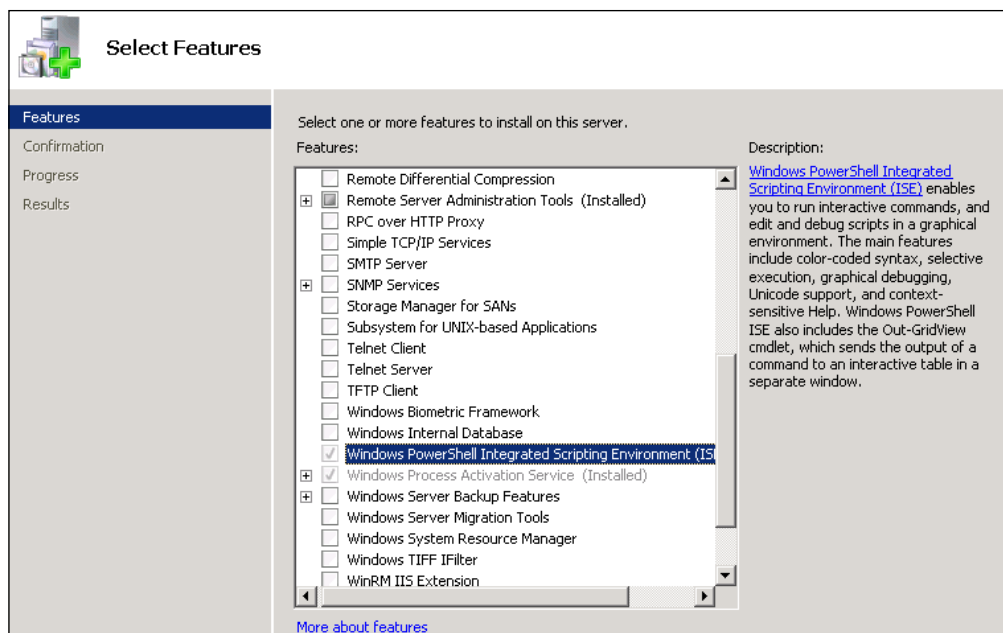 Select Features
Features
Confirmation
Progress
Results
Select one or more features to install on this server.
Features:
Remote Differential Compression
Remote Server Administration Tools (Installed)
RPC over HTTP Proxy
Simple TCP/IP Services
SMTP Server
SNMP Services
Storage Manager for SANs
Subsystem for UNIX-based Applications
Telnet Client
Telnet Server
TFTP Client
Windows Biometric Framework
Windows Internal Database
Windows PowerShell Integrated Scripting Environment (IS
Windows Process Activation Service (Installed)
Windows Server Backup Features
Windows Server Migration Tools
Windows System Resource Manager
Windows TIFF IFilter
WinRM IIS Extension
More about features
Description:
Windows PowerShell Integrated
Scripting Environment (ISE) enables
you to run interactive commands, and
edit and debug scripts in a graphical
environment. The main features
include color-coded syntax, selective
execution, graphical debugging,
Unicode support, and context-
sensitive Help. Windows PowerShell
ISE also includes the Out-GridView
cmdlet, which sends the output of a
command to an interactive table in a
separate window.